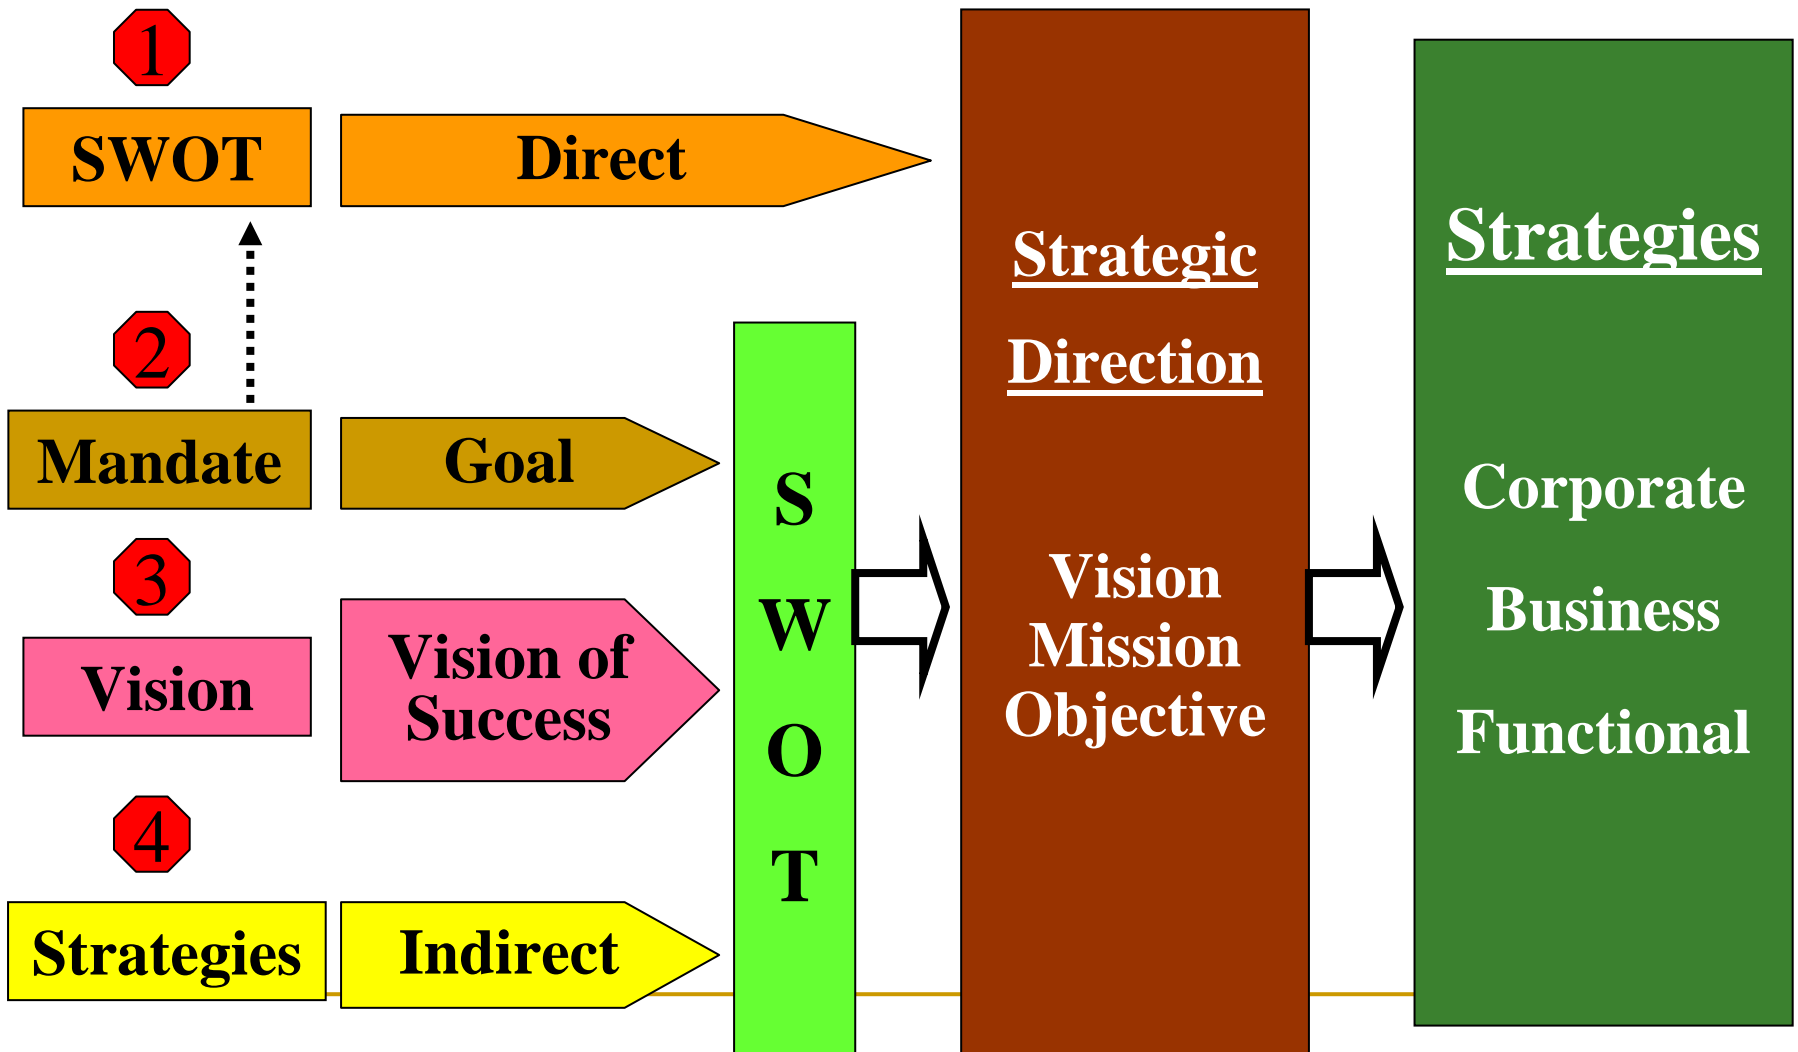 1
SWOT
Direct
2
Mandate
Goal
3
Vision
Vision of
Success
4
Strategies
Indirect
S
W
O
T
Strategic
Direction
Vision
Mission
Objective
Strategies
Corporate
Business
Functional